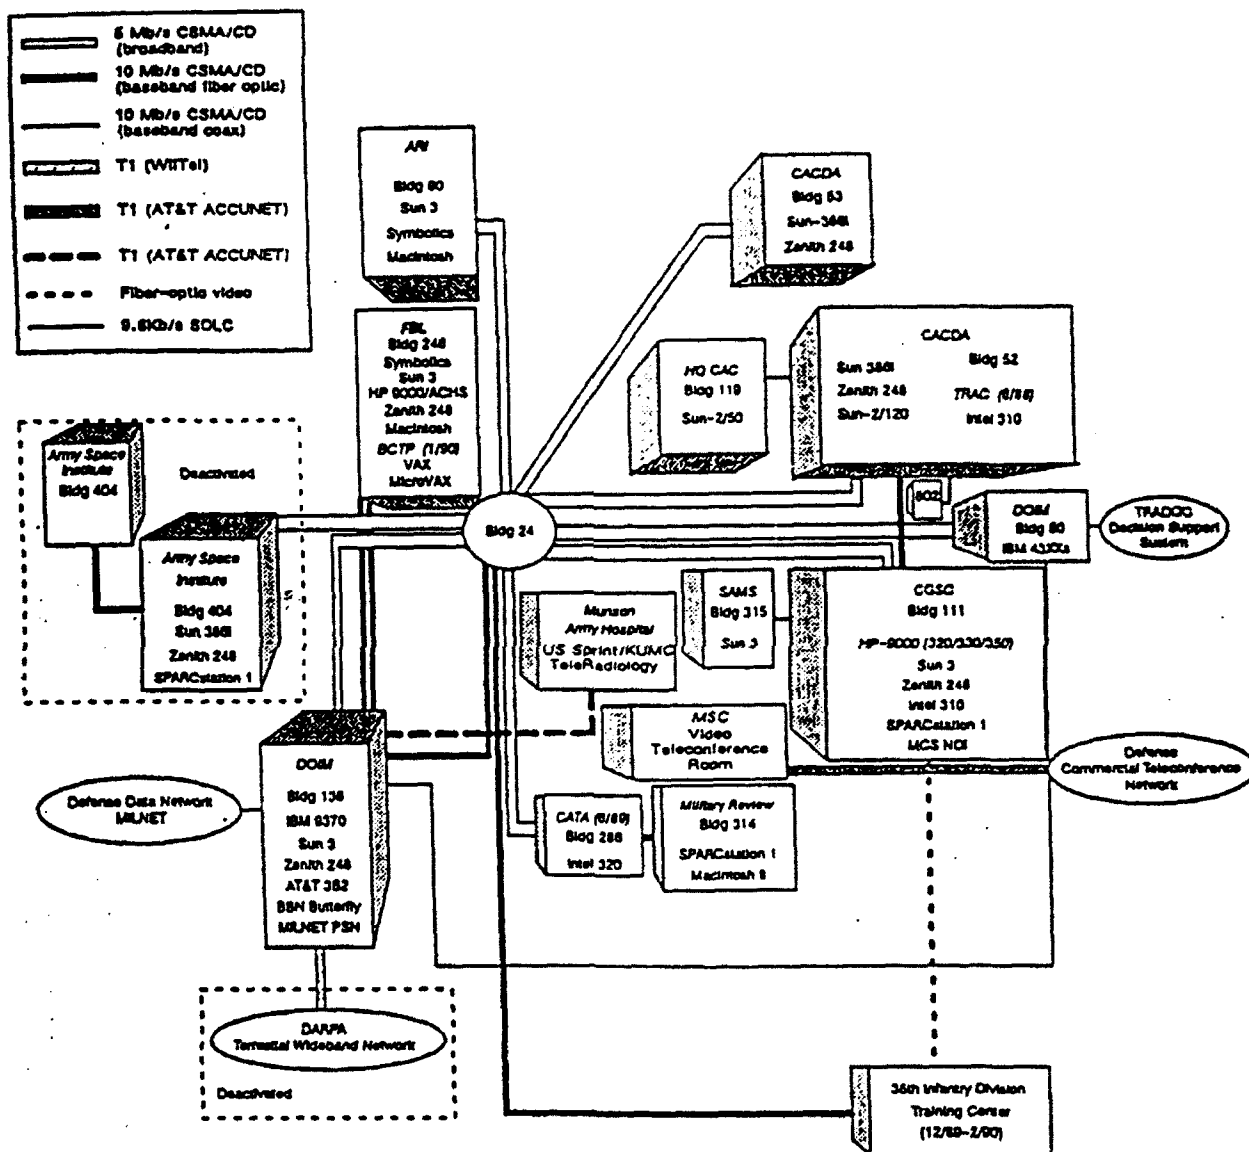 5 Mb/s CSMA/CD
(broadband)
10 Mb/s CSMA/CD
(baseband fiber optic)
10 Mb/s CSMA/CD
(baseband coax)
T1 (WilTel)
T1 (AT&T ACCUNET)
T1 (AT&T ACCUNET)
Fiber-optic video
9.6Kb/s SDLC
ARI
Bldg 90
Sun 3
Symbolics
Macintosh
CACDA
Bldg 53
Sun-386i
Zenith 248
FBL
Bldg 248
Symbolics
Sun 3
HP 9000/ACHS
Zenith 248
Macintosh
BCTP (1/90)
VAX
MicroVAX
HQ CAC
Bldg 119
Sun-2/50
CACDA
Bldg 52
Sun 386i
Zenith 248
Sun-2/120
TRAC (6/88)
Intel 310
Army Space
Institute
Bldg 404
Deactivated
Army Space
Institute
Bldg 404
Sun 386i
Zenith 248
SPARCstation 1
Bldg 24
802
DOIM
Bldg 80
IBM 43XXs
TRADOC
Decision Support
System
Munson
Army Hospital
US Sprint/KUMC
TeleRadiology
SAMS
Bldg 315
Sun 3
CGSC
Bldg 111
HP-9000 (320/330/350)
Sun 3
Zenith 248
Intel 310
SPARCstation 1
MCS NDI
MSC
Video
Teleconference
Room
Defense
Commercial Teleconference
Network
DOIM
Bldg 136
IBM 9370
Sun 3
Zenith 248
AT&T 3B2
BBN Butterfly
MILNET PSN
Defense Data Network
MILNET
CATA (6/89)
Bldg 286
Intel 320
Military Review
Bldg 314
SPARCstation 1
Macintosh II
DARPA
Terrestial Wideband Network
Deactivated
35th Infantry Division
Training Center
(12/89-2/90)